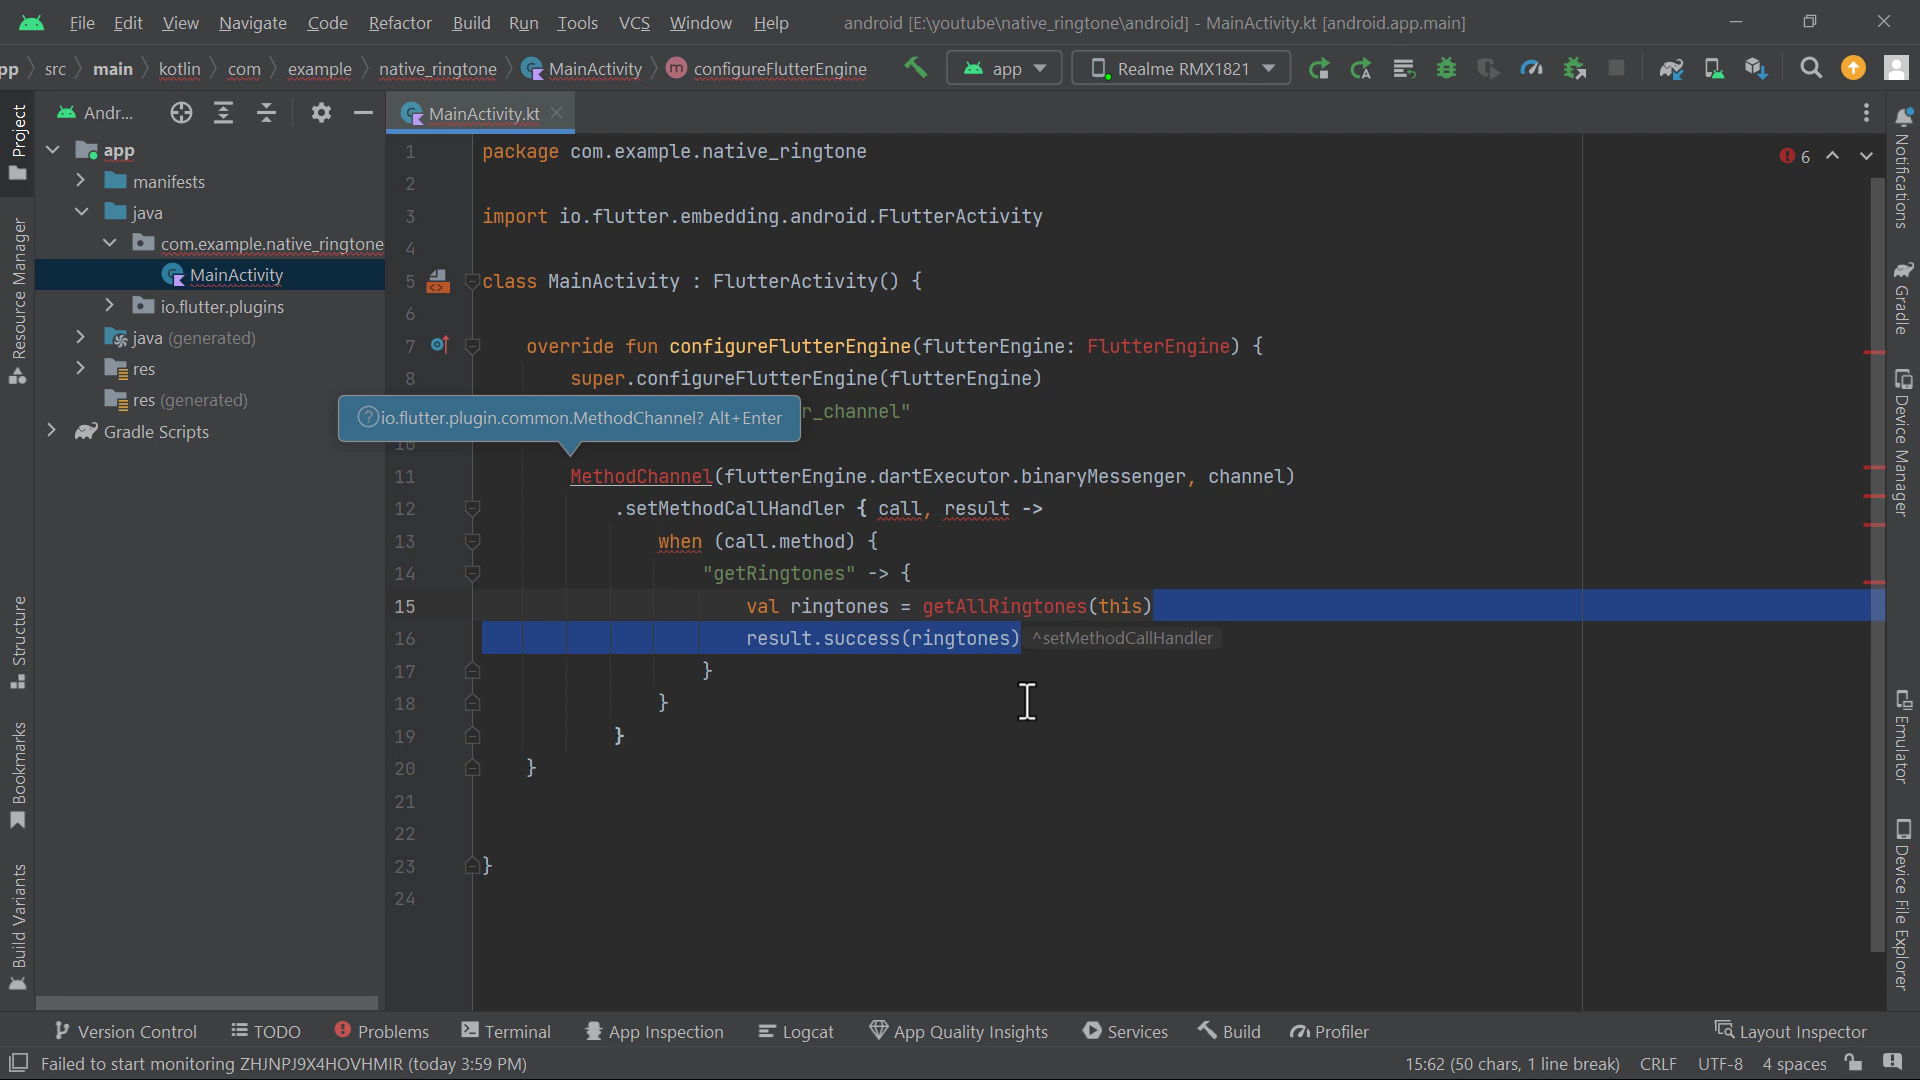 File Edit View Navigate Code Refactor Build Run Tools VCS Window Help android [E:\youtube\native_ringtone\android] - MainActivity.kt [android.app.main]
pp src main kotlin com example native_ringtone MainActivity configureFlutterEngine app Realme RMX1821
Andr...
MainActivity.kt
app
manifests
java
com.example.native_ringtone
MainActivity
io.flutter.plugins
java (generated)
res
res (generated)
Gradle Scripts
Project
Resource Manager
Structure
Bookmarks
Build Variants
6
1 package com.example.native_ringtone
2
3 import io.flutter.embedding.android.FlutterActivity
4
5 class MainActivity : FlutterActivity() {
6
7 override fun configureFlutterEngine(flutterEngine: FlutterEngine) {
8 super.configureFlutterEngine(flutterEngine)
io.flutter.plugin.common.MethodChannel? Alt+Enter
r_channel"
10
11 MethodChannel(flutterEngine.dartExecutor.binaryMessenger, channel)
12 .setMethodCallHandler { call, result ->
13 when (call.method) {
14 "getRingtones" -> {
15 val ringtones = getAllRingtones(this)
16 result.success(ringtones) ^setMethodCallHandler
17 }
18 }
19 }
20 }
21
22
23 }
24
Notifications
Gradle
Device Manager
Emulator
Device File Explorer
Version Control TODO Problems Terminal App Inspection Logcat App Quality Insights Services Build Profiler Layout Inspector
Failed to start monitoring ZHJNPJ9X4HOVHMIR (today 3:59 PM) 15:62 (50 chars, 1 line break) CRLF UTF-8 4 spaces